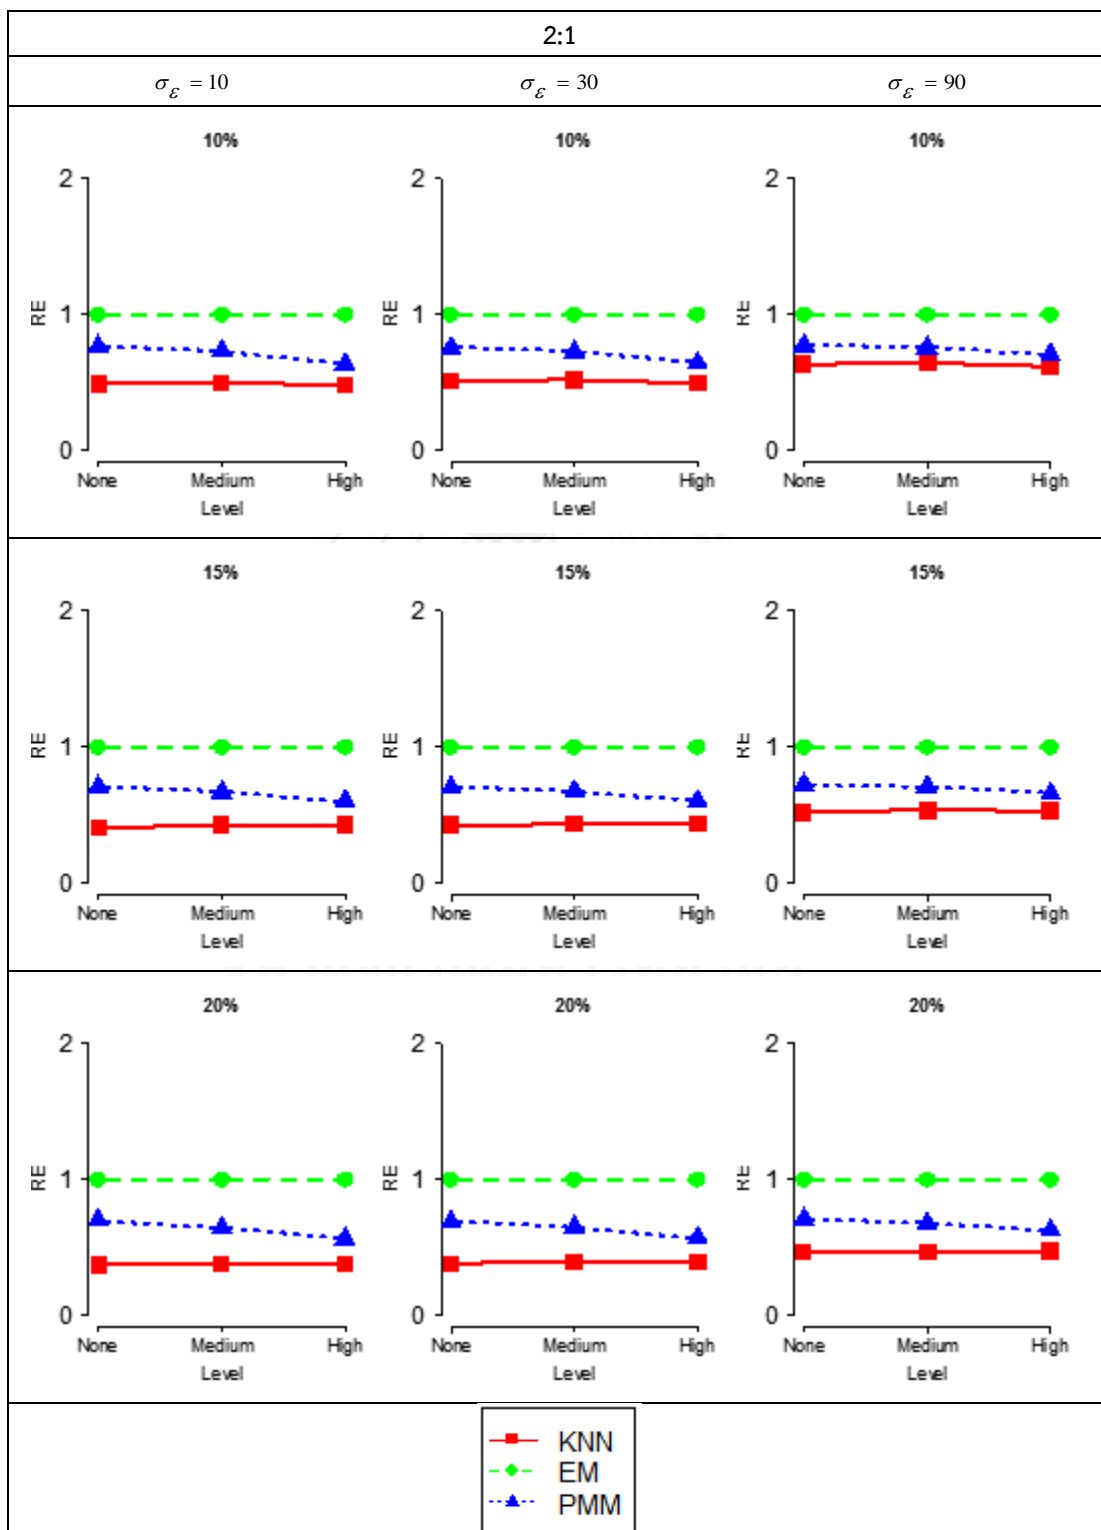 2:1
σ_ε = 10 σ_ε = 30 σ_ε = 90
10% 10% 10%
2 2 2
RE 1 RE 1 RE 1
0 0 0
None Medium High None Medium High None Medium High
Level Level Level
15% 15% 15%
2 2 2
RE 1 RE 1 RE 1
0 0 0
None Medium High None Medium High None Medium High
Level Level Level
20% 20% 20%
2 2 2
RE 1 RE 1 RE 1
0 0 0
None Medium High None Medium High None Medium High
Level Level Level
KNN
EM
PMM